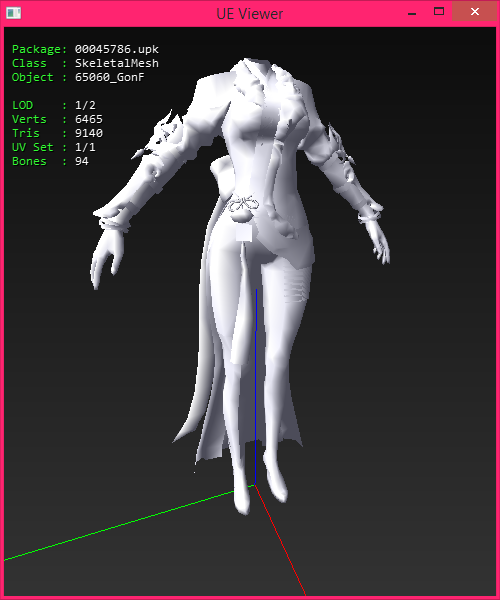 UE Viewer
Package: 00045786.upk
Class  : SkeletalMesh
Object : 65060_GonF
LOD    : 1/2
Verts  : 6465
Tris   : 9140
UV Set : 1/1
Bones  : 94